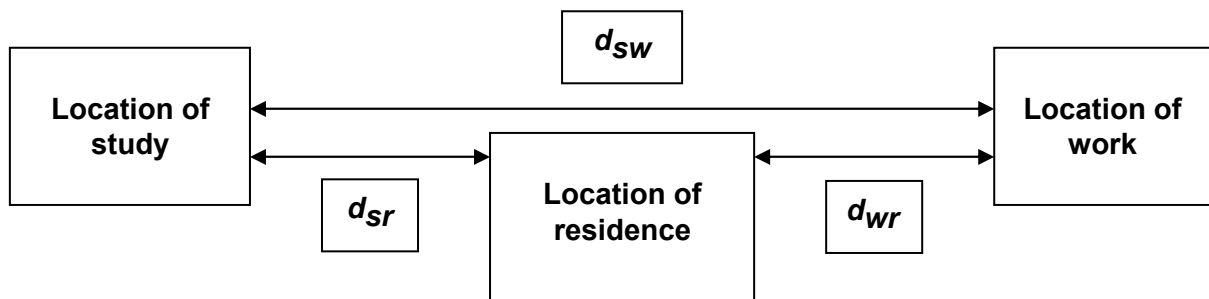 d_sw
Location of
study
Location of
work
Location of
residence
d_sr
d_wr